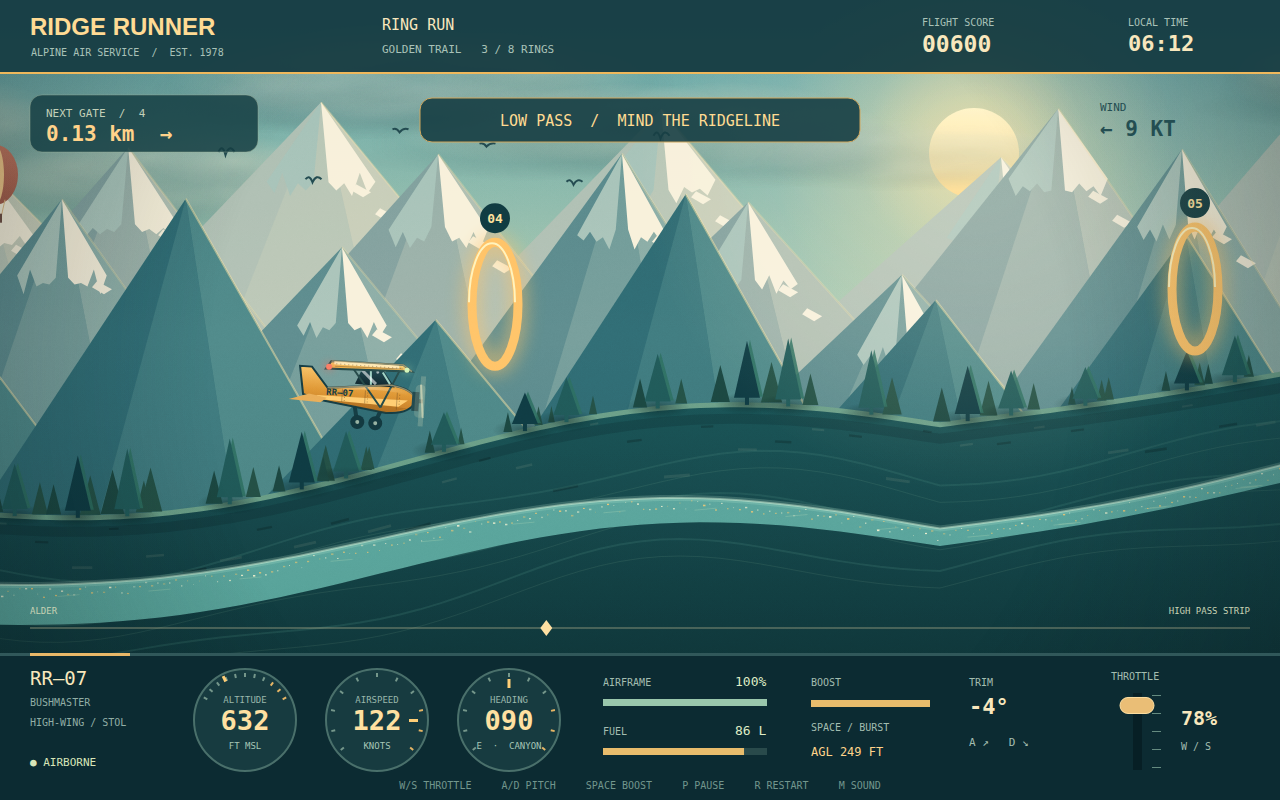 RIDGE RUNNER
ALPINE AIR SERVICE / EST. 1978
RING RUN
GOLDEN TRAIL 3 / 8 RINGS
FLIGHT SCORE
00600
LOCAL TIME
06:12
NEXT GATE / 4
0.13 km →
LOW PASS / MIND THE RIDGELINE
WIND
← 9 KT
04
05
RR—07
ALDER
HIGH PASS STRIP
RR—07
BUSHMASTER
HIGH-WING / STOL
● AIRBORNE
ALTITUDE
632
FT MSL
AIRSPEED
122
KNOTS
HEADING
090
E · CANYON
AIRFRAME 100%
FUEL 86 L
BOOST
SPACE / BURST
AGL 249 FT
TRIM
-4°
A ↗ D ↘
THROTTLE
78%
W / S
W/S THROTTLE A/D PITCH SPACE BOOST P PAUSE R RESTART M SOUND